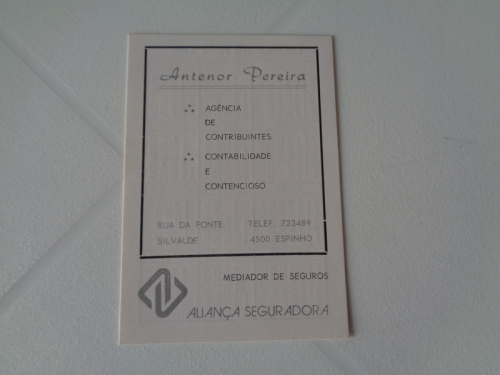 Antenor Pereira
∴ AGÊNCIA
DE
CONTRIBUINTES
∴ CONTABILIDADE
E
CONTENCIOSO
RUA DA FONTE TELEF. 723489
SILVALDE 4500 ESPINHO
MEDIADOR DE SEGUROS
ALIANÇA SEGURADORA